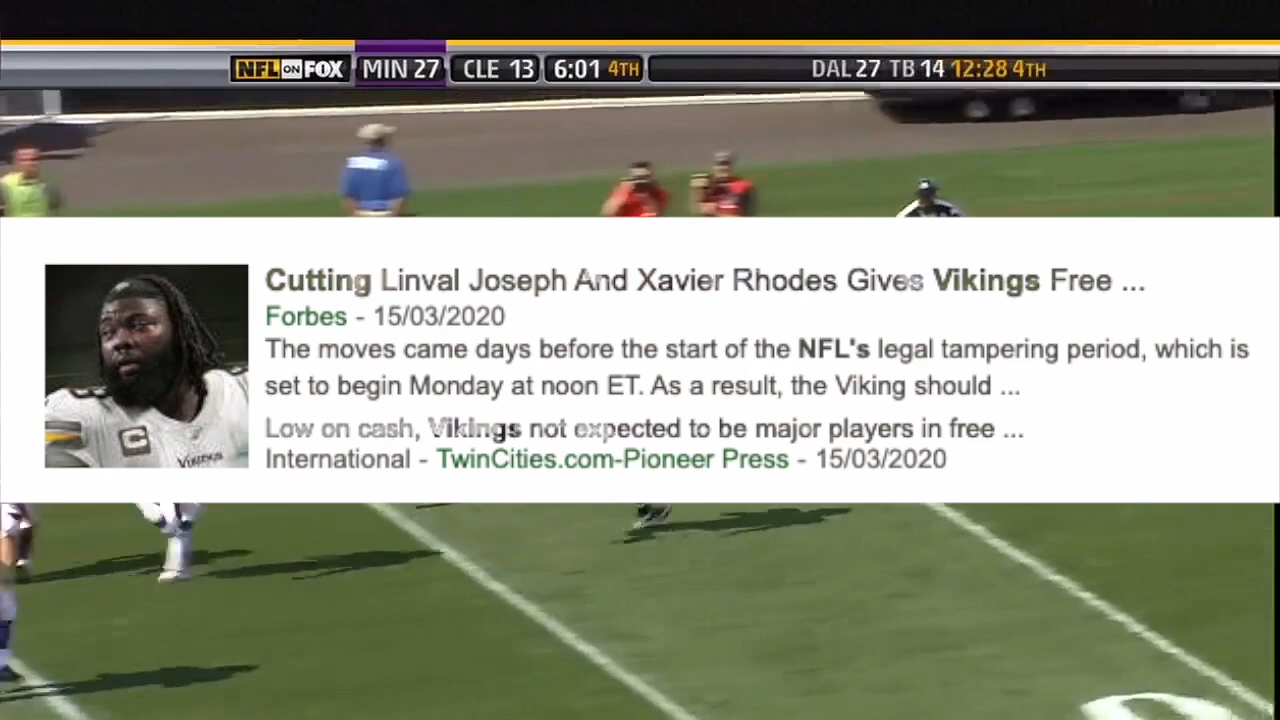 NFL ON FOX MIN 27 CLE 13 6:01 4TH DAL 27 TB 14 12:28 4TH
Cutting Linval Joseph And Xavier Rhodes Gives Vikings Free ...
Forbes - 15/03/2020
The moves came days before the start of the NFL's legal tampering period, which is
set to begin Monday at noon ET. As a result, the Viking should ...
Low on cash, Vikings not expected to be major players in free ...
International - TwinCities.com-Pioneer Press - 15/03/2020
C
Vikings